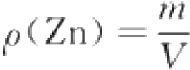 ρ(Zn) = m/V